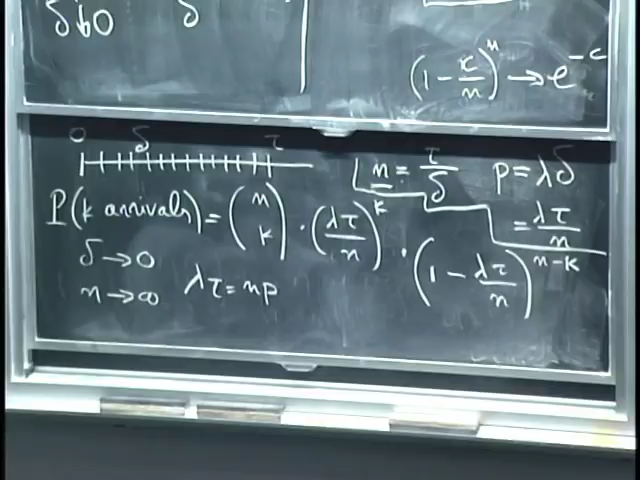 δ↓0 δ
(1 - c/n)^n → e^{-c}
0 δ τ
n = τ/δ p = λδ
= λτ/n
P(k arrivals) = (n k) · (λτ/n)^k · (1 - λτ/n)^{n-k}
δ → 0
n → ∞ λτ = np